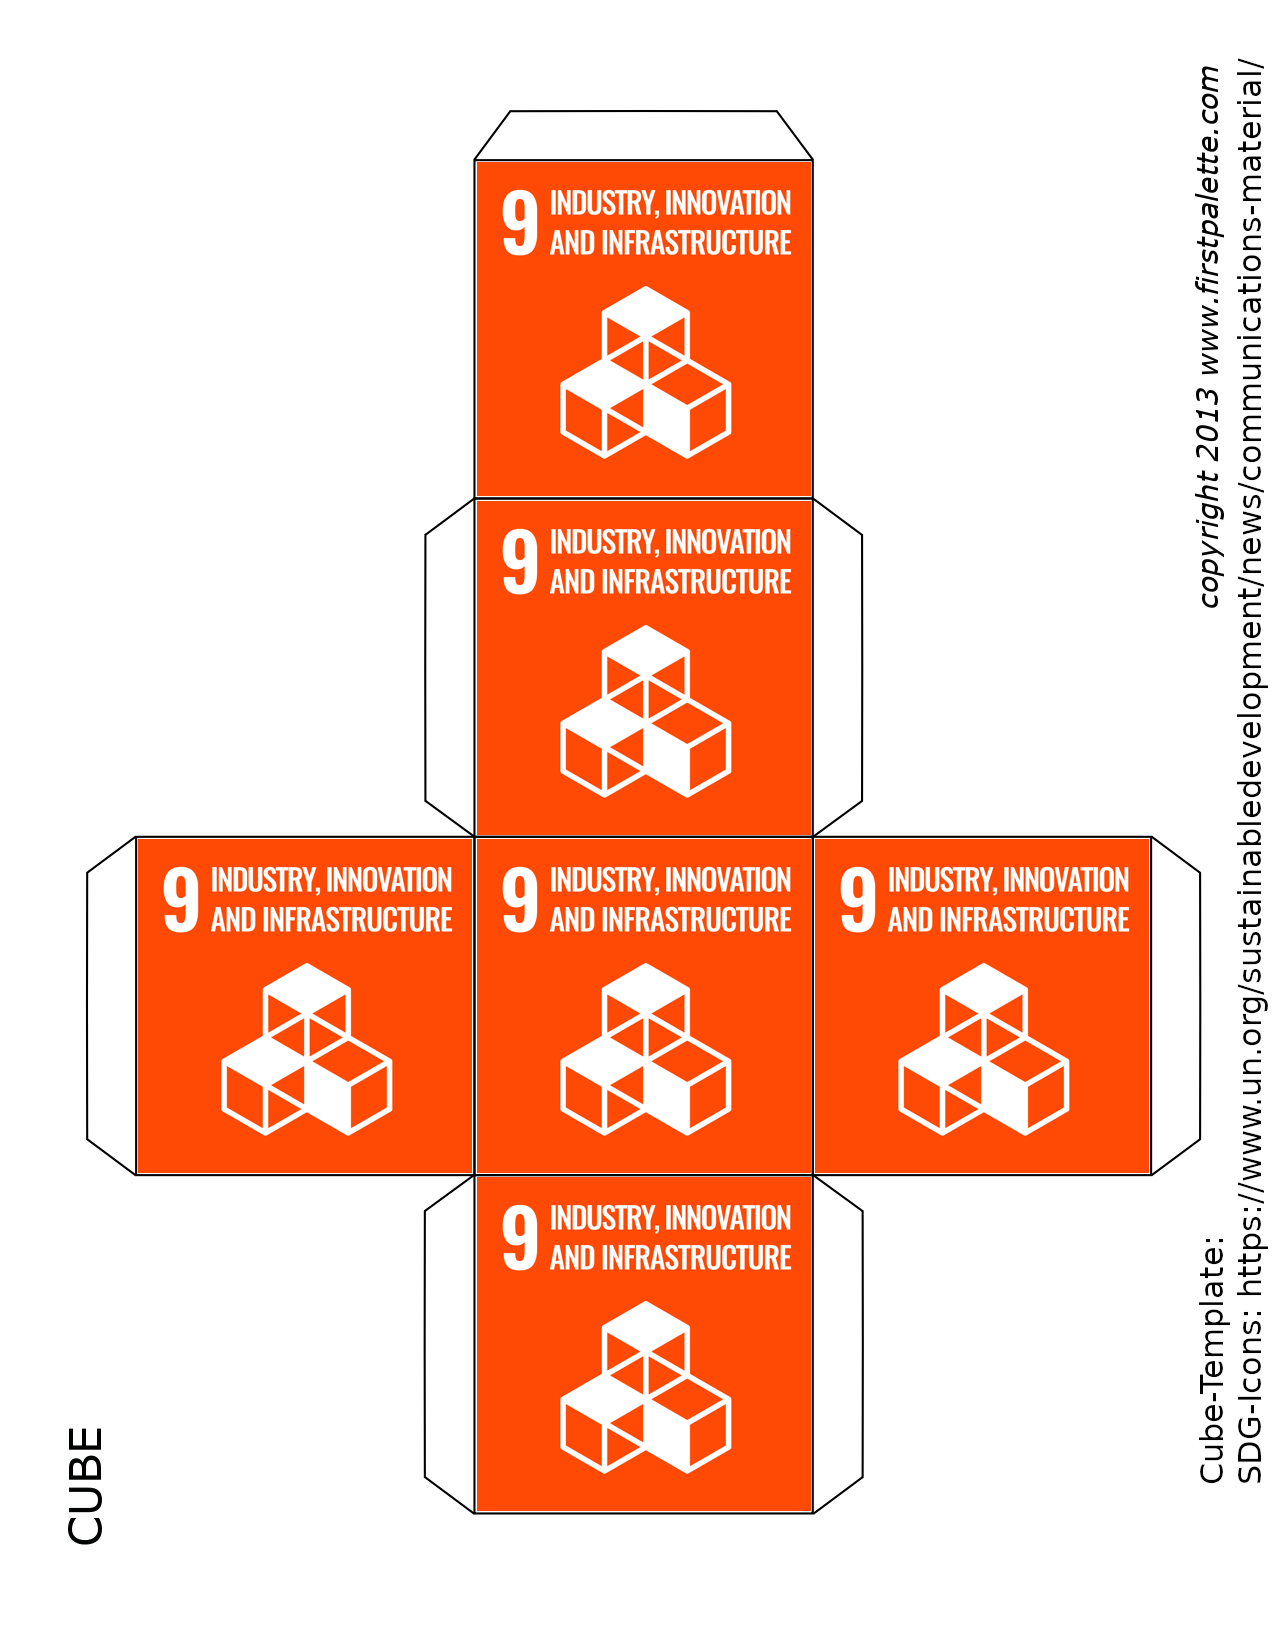 9 INDUSTRY, INNOVATION
AND INFRASTRUCTURE
9 INDUSTRY, INNOVATION
AND INFRASTRUCTURE
9 INDUSTRY, INNOVATION
AND INFRASTRUCTURE
9 INDUSTRY, INNOVATION
AND INFRASTRUCTURE
9 INDUSTRY, INNOVATION
AND INFRASTRUCTURE
9 INDUSTRY, INNOVATION
AND INFRASTRUCTURE
CUBE
Cube-Template: copyright 2013 www.firstpalette.com
SDG-Icons: https://www.un.org/sustainabledevelopment/news/communications-material/